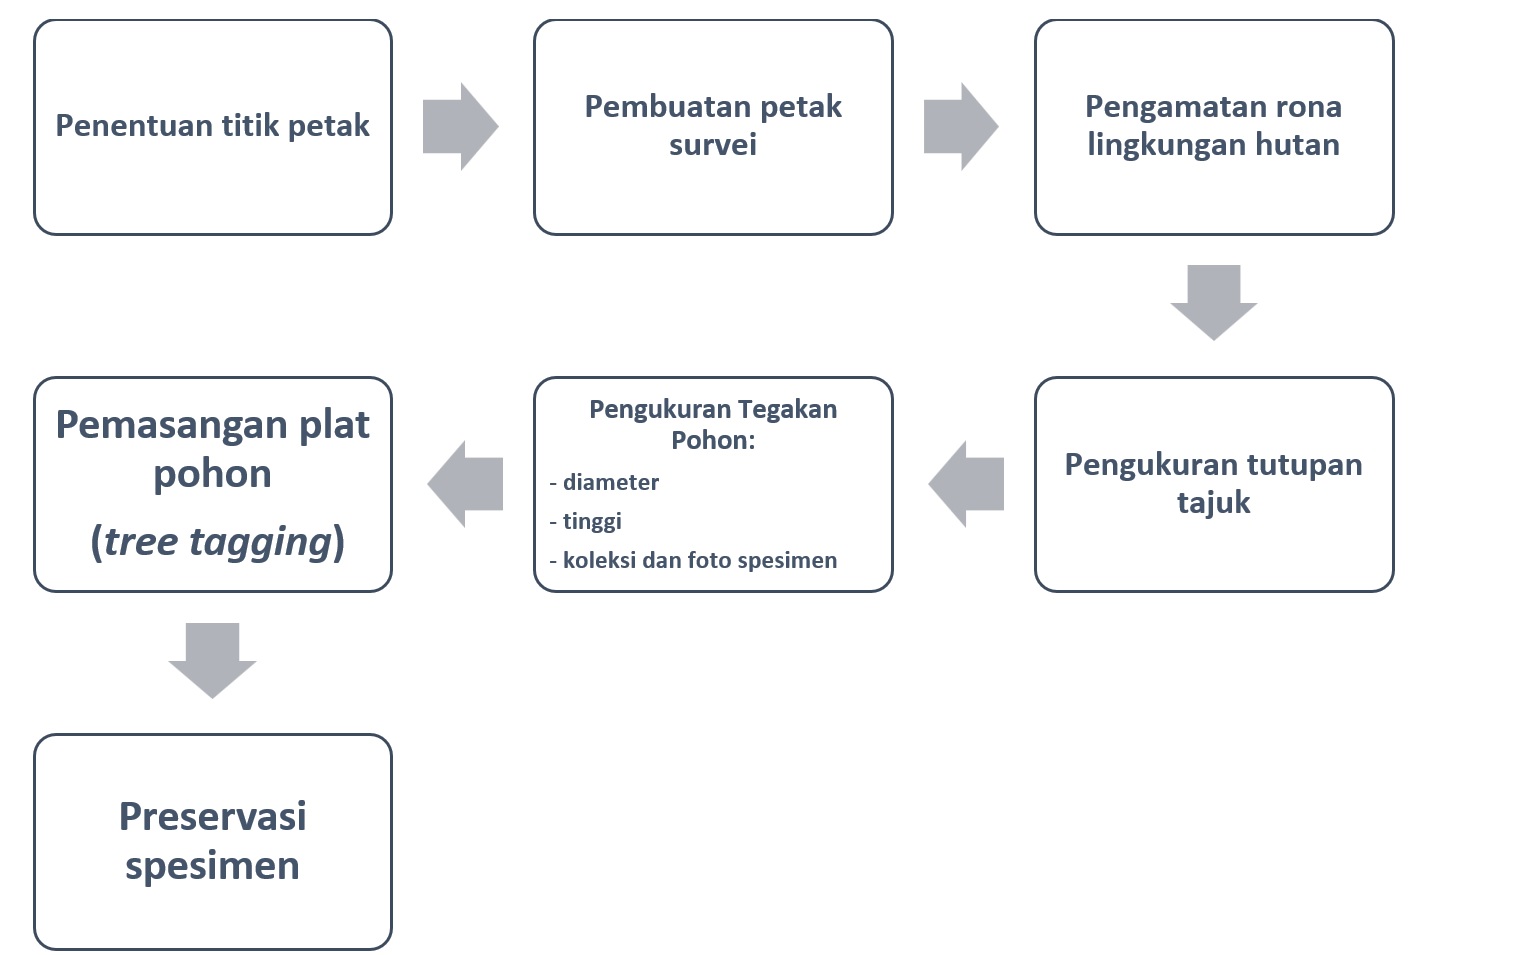 Penentuan titik petak
Pembuatan petak
survei
Pengamatan rona
lingkungan hutan
Pengukuran tutupan
tajuk
Pengukuran Tegakan
Pohon:
- diameter
- tinggi
- koleksi dan foto spesimen
Pemasangan plat
pohon
(tree tagging)
Preservasi
spesimen